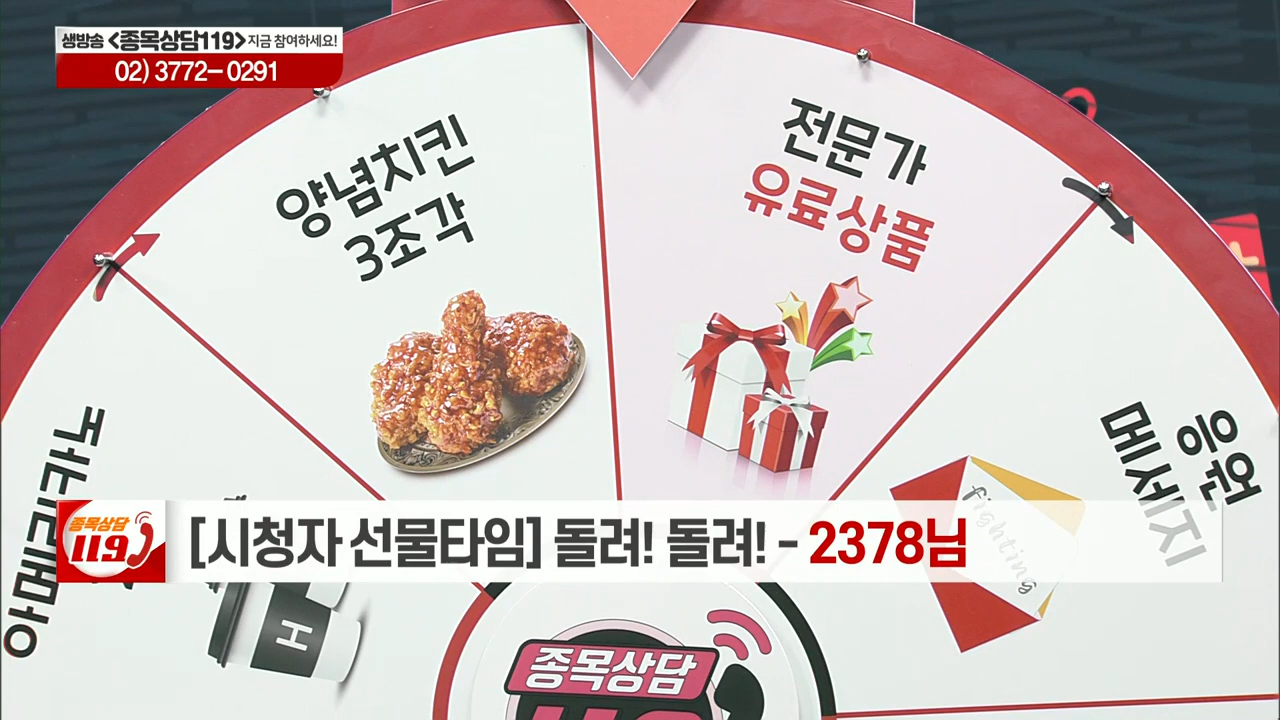 생방송 <종목상담119> 지금 참여하세요!
02) 3772-0291
양념치킨
3조각
전문가
유료상품
응원
메세지
fighting
아메리카노
H
종목상담
119
[시청자 선물타임] 돌려! 돌려! - 2378님
종목상담